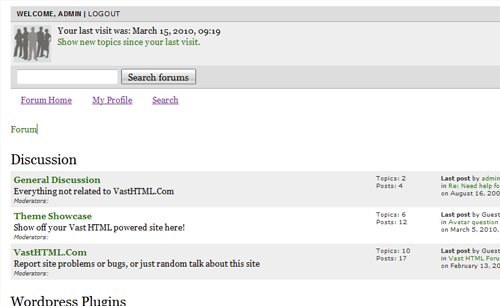 WELCOME, ADMIN | LOGOUT
Your last visit was: March 15, 2010, 09:19
Show new topics since your last visit.
Search forums
Forum Home My Profile Search
Forum
Discussion
General Discussion
Everything not related to VastHTML.Com
Moderators:
Topics: 2
Posts: 4
Last post by admin
in Re: Need help fo
on August 16, 200
Theme Showcase
Show off your Vast HTML powered site here!
Moderators:
Topics: 6
Posts: 12
Last post by Guest
in Avatar question
on March 5, 2010,
VastHTML.Com
Report site problems or bugs, or just random talk about this site
Moderators:
Topics: 10
Posts: 17
Last post by Guest
in Vast HTML Foru
on February 13, 20
Wordpress Plugins